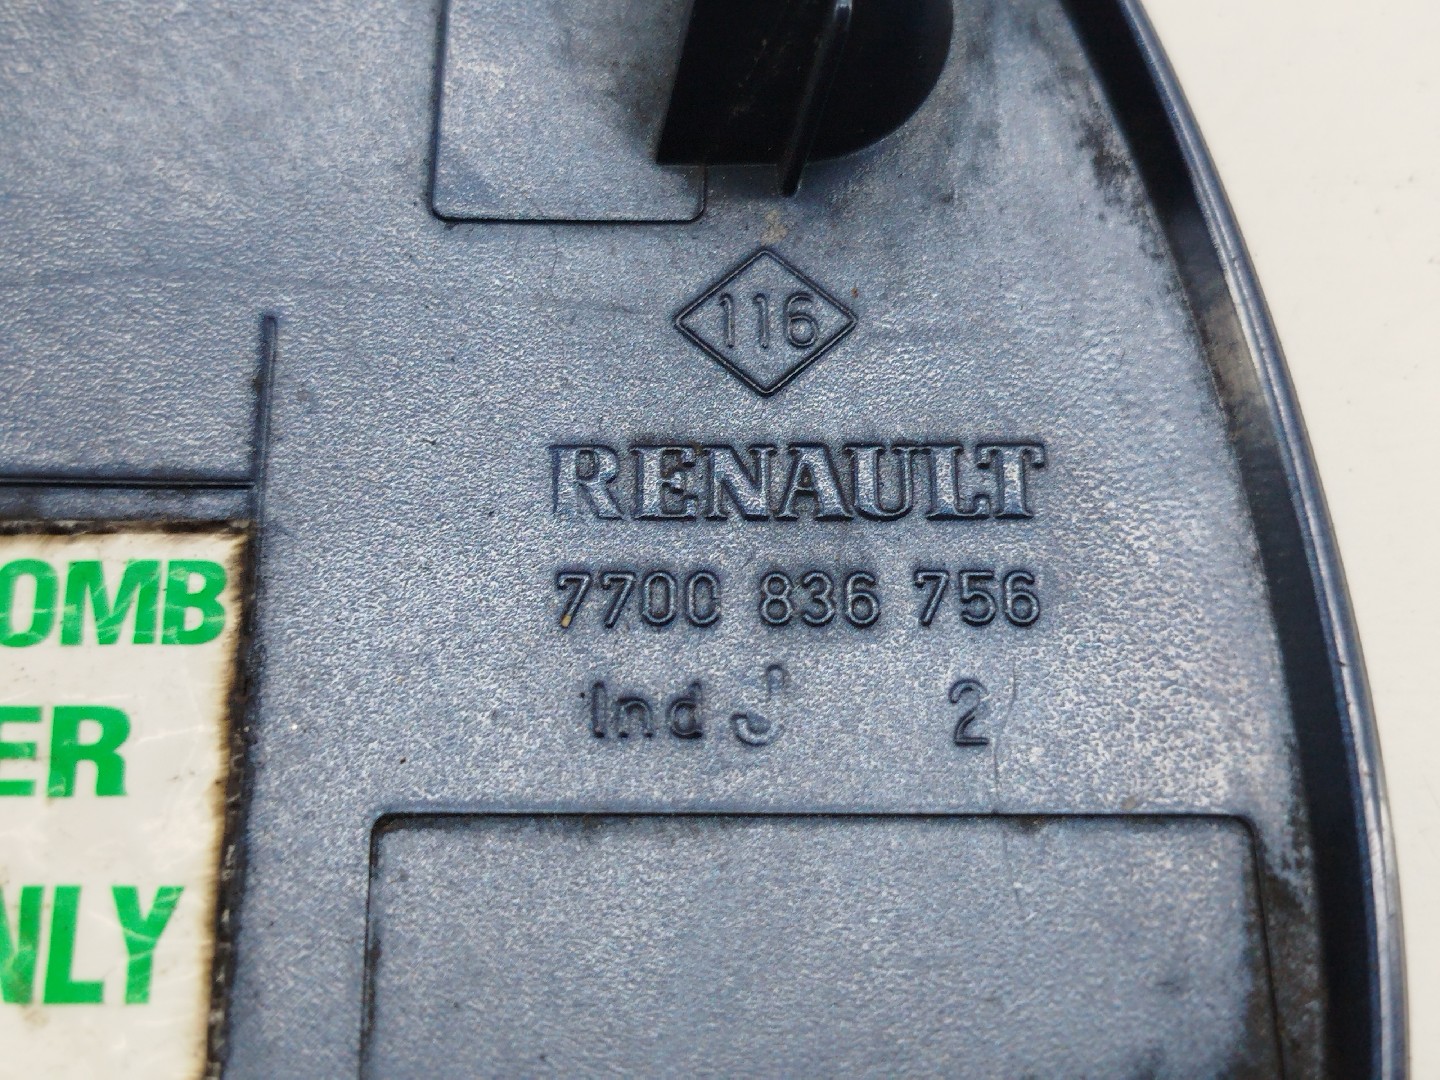 116
RENAULT
7700 836 756
Ind J 2
OMB
ER
NLY